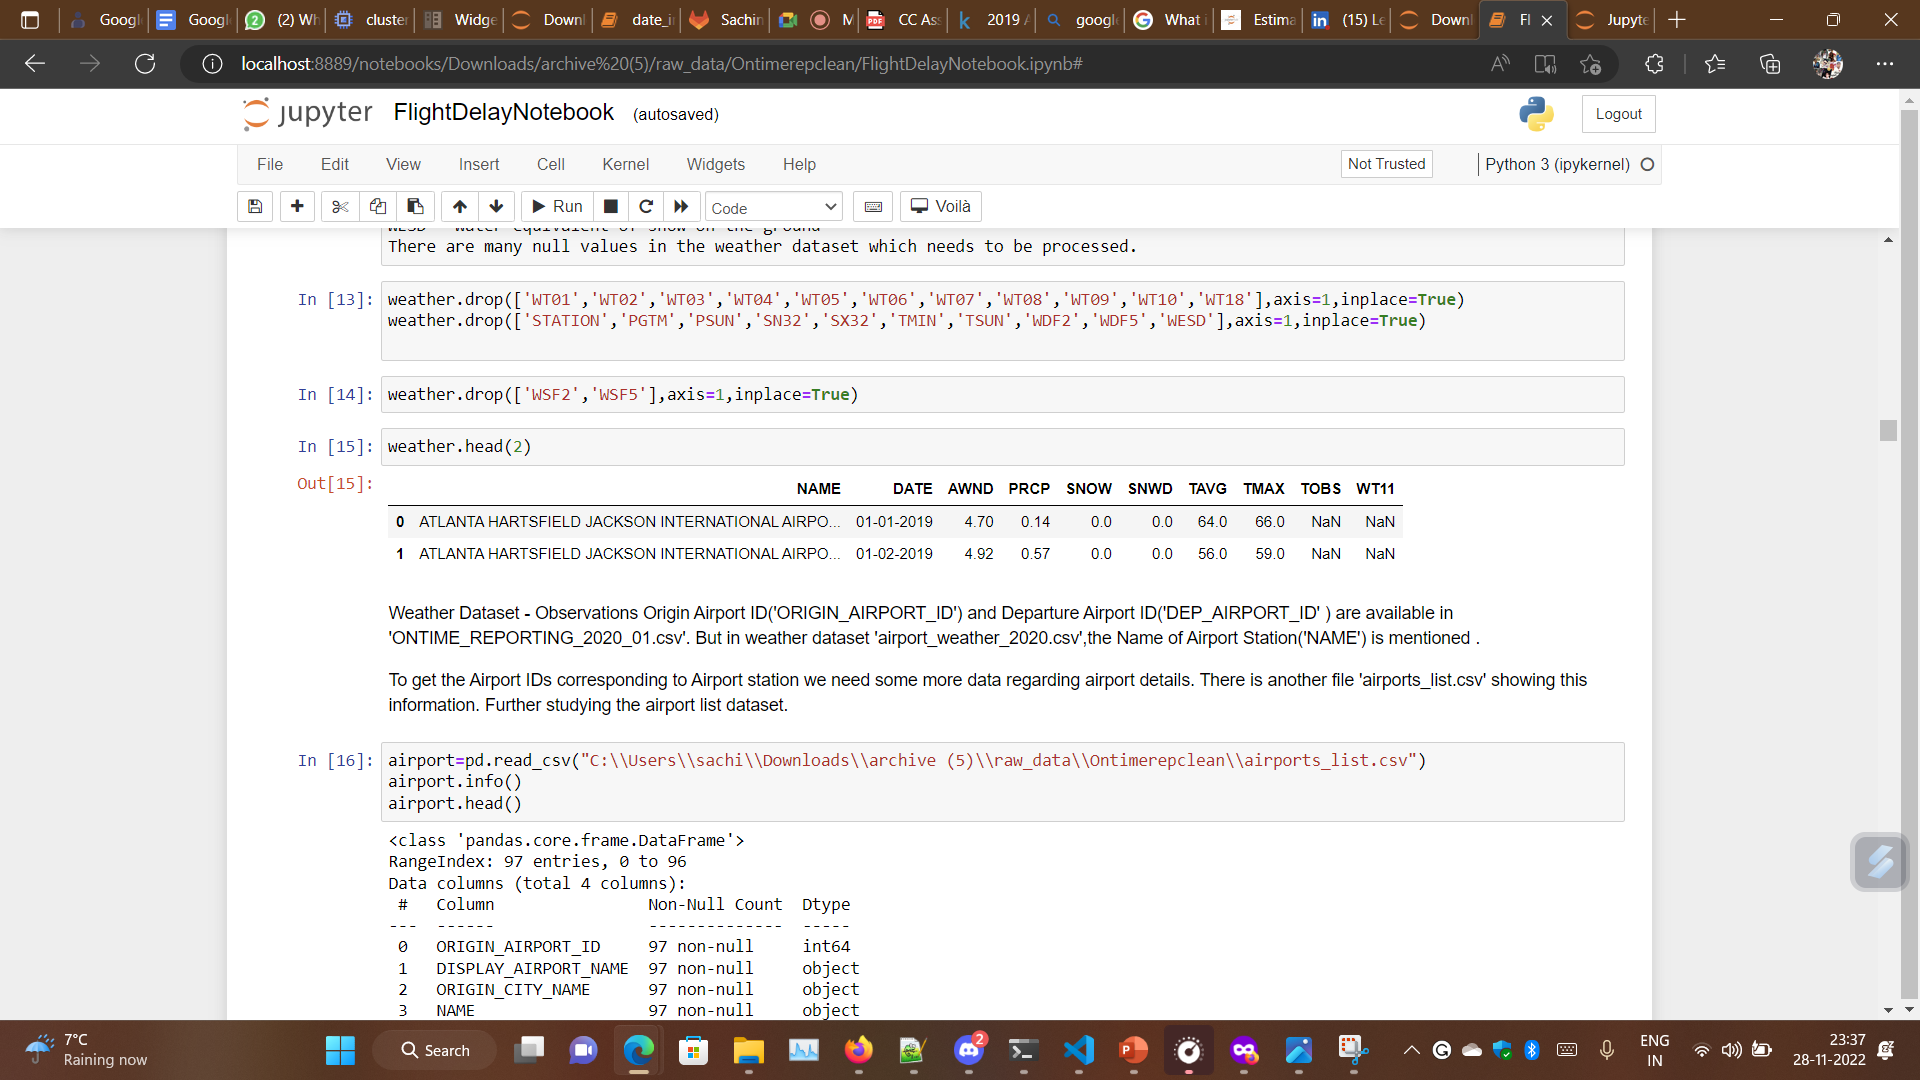 Googl
Googl
(2) Wh
cluster
Widge
Downl
date_i
Sachin
M
CC As
2019 A
googl
What i
Estima
(15) Le
Downl
Fl
Jupyte
localhost:8889/notebooks/Downloads/archive%20(5)/raw_data/Ontimerepclean/FlightDelayNotebook.ipynb#
jupyter FlightDelayNotebook (autosaved)
Logout
File Edit View Insert Cell Kernel Widgets Help
Not Trusted
Python 3 (ipykernel)
Run
Code
Voilà
WESD - Water equivalent of snow on the ground
There are many null values in the weather dataset which needs to be processed.
In [13]: weather.drop(['WT01','WT02','WT03','WT04','WT05','WT06','WT07','WT08','WT09','WT10','WT18'],axis=1,inplace=True)
weather.drop(['STATION','PGTM','PSUN','SN32','SX32','TMIN','TSUN','WDF2','WDF5','WESD'],axis=1,inplace=True)
In [14]: weather.drop(['WSF2','WSF5'],axis=1,inplace=True)
In [15]: weather.head(2)
Out[15]:
NAME DATE AWND PRCP SNOW SNWD TAVG TMAX TOBS WT11
0 ATLANTA HARTSFIELD JACKSON INTERNATIONAL AIRPO... 01-01-2019 4.70 0.14 0.0 0.0 64.0 66.0 NaN NaN
1 ATLANTA HARTSFIELD JACKSON INTERNATIONAL AIRPO... 01-02-2019 4.92 0.57 0.0 0.0 56.0 59.0 NaN NaN
Weather Dataset - Observations Origin Airport ID('ORIGIN_AIRPORT_ID') and Departure Airport ID('DEP_AIRPORT_ID' ) are available in
'ONTIME_REPORTING_2020_01.csv'. But in weather dataset 'airport_weather_2020.csv',the Name of Airport Station('NAME') is mentioned .
To get the Airport IDs corresponding to Airport station we need some more data regarding airport details. There is another file 'airports_list.csv' showing this
information. Further studying the airport list dataset.
In [16]: airport=pd.read_csv("C:\\Users\\sachi\\Downloads\\archive (5)\\raw_data\\Ontimerepclean\\airports_list.csv")
airport.info()
airport.head()
<class 'pandas.core.frame.DataFrame'>
RangeIndex: 97 entries, 0 to 96
Data columns (total 4 columns):
# Column Non-Null Count Dtype
--- ------ -------------- -----
0 ORIGIN_AIRPORT_ID 97 non-null int64
1 DISPLAY_AIRPORT_NAME 97 non-null object
2 ORIGIN_CITY_NAME 97 non-null object
3 NAME 97 non-null object
7°C
Raining now
Search
2
ENG
IN
23:37
28-11-2022